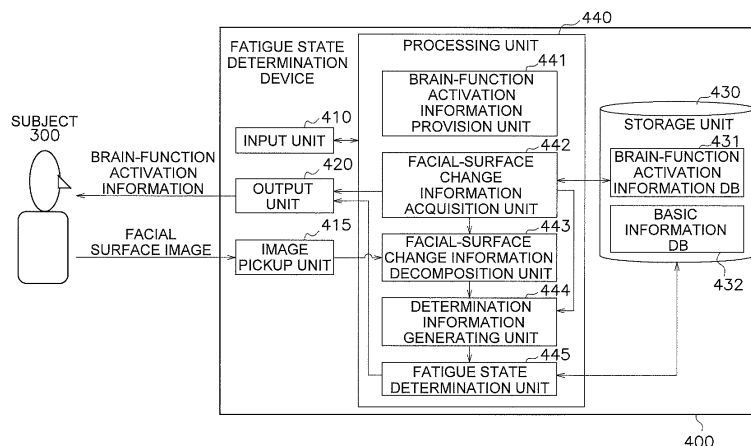 440
FATIGUE STATE
DETERMINATION
DEVICE
PROCESSING UNIT
441
BRAIN-FUNCTION
ACTIVATION
INFORMATION
PROVISION UNIT
430
STORAGE UNIT
431
BRAIN-FUNCTION
ACTIVATION
INFORMATION DB
BASIC
INFORMATION
DB
432
SUBJECT
300
410
INPUT UNIT
BRAIN-FUNCTION
ACTIVATION
INFORMATION
420
OUTPUT
UNIT
442
FACIAL-SURFACE
CHANGE
INFORMATION
ACQUISITION UNIT
FACIAL
SURFACE IMAGE
415
IMAGE
PICKUP UNIT
443
FACIAL-SURFACE
CHANGE INFORMATION
DECOMPOSITION UNIT
444
DETERMINATION
INFORMATION
GENERATING UNIT
445
FATIGUE STATE
DETERMINATION UNIT
400